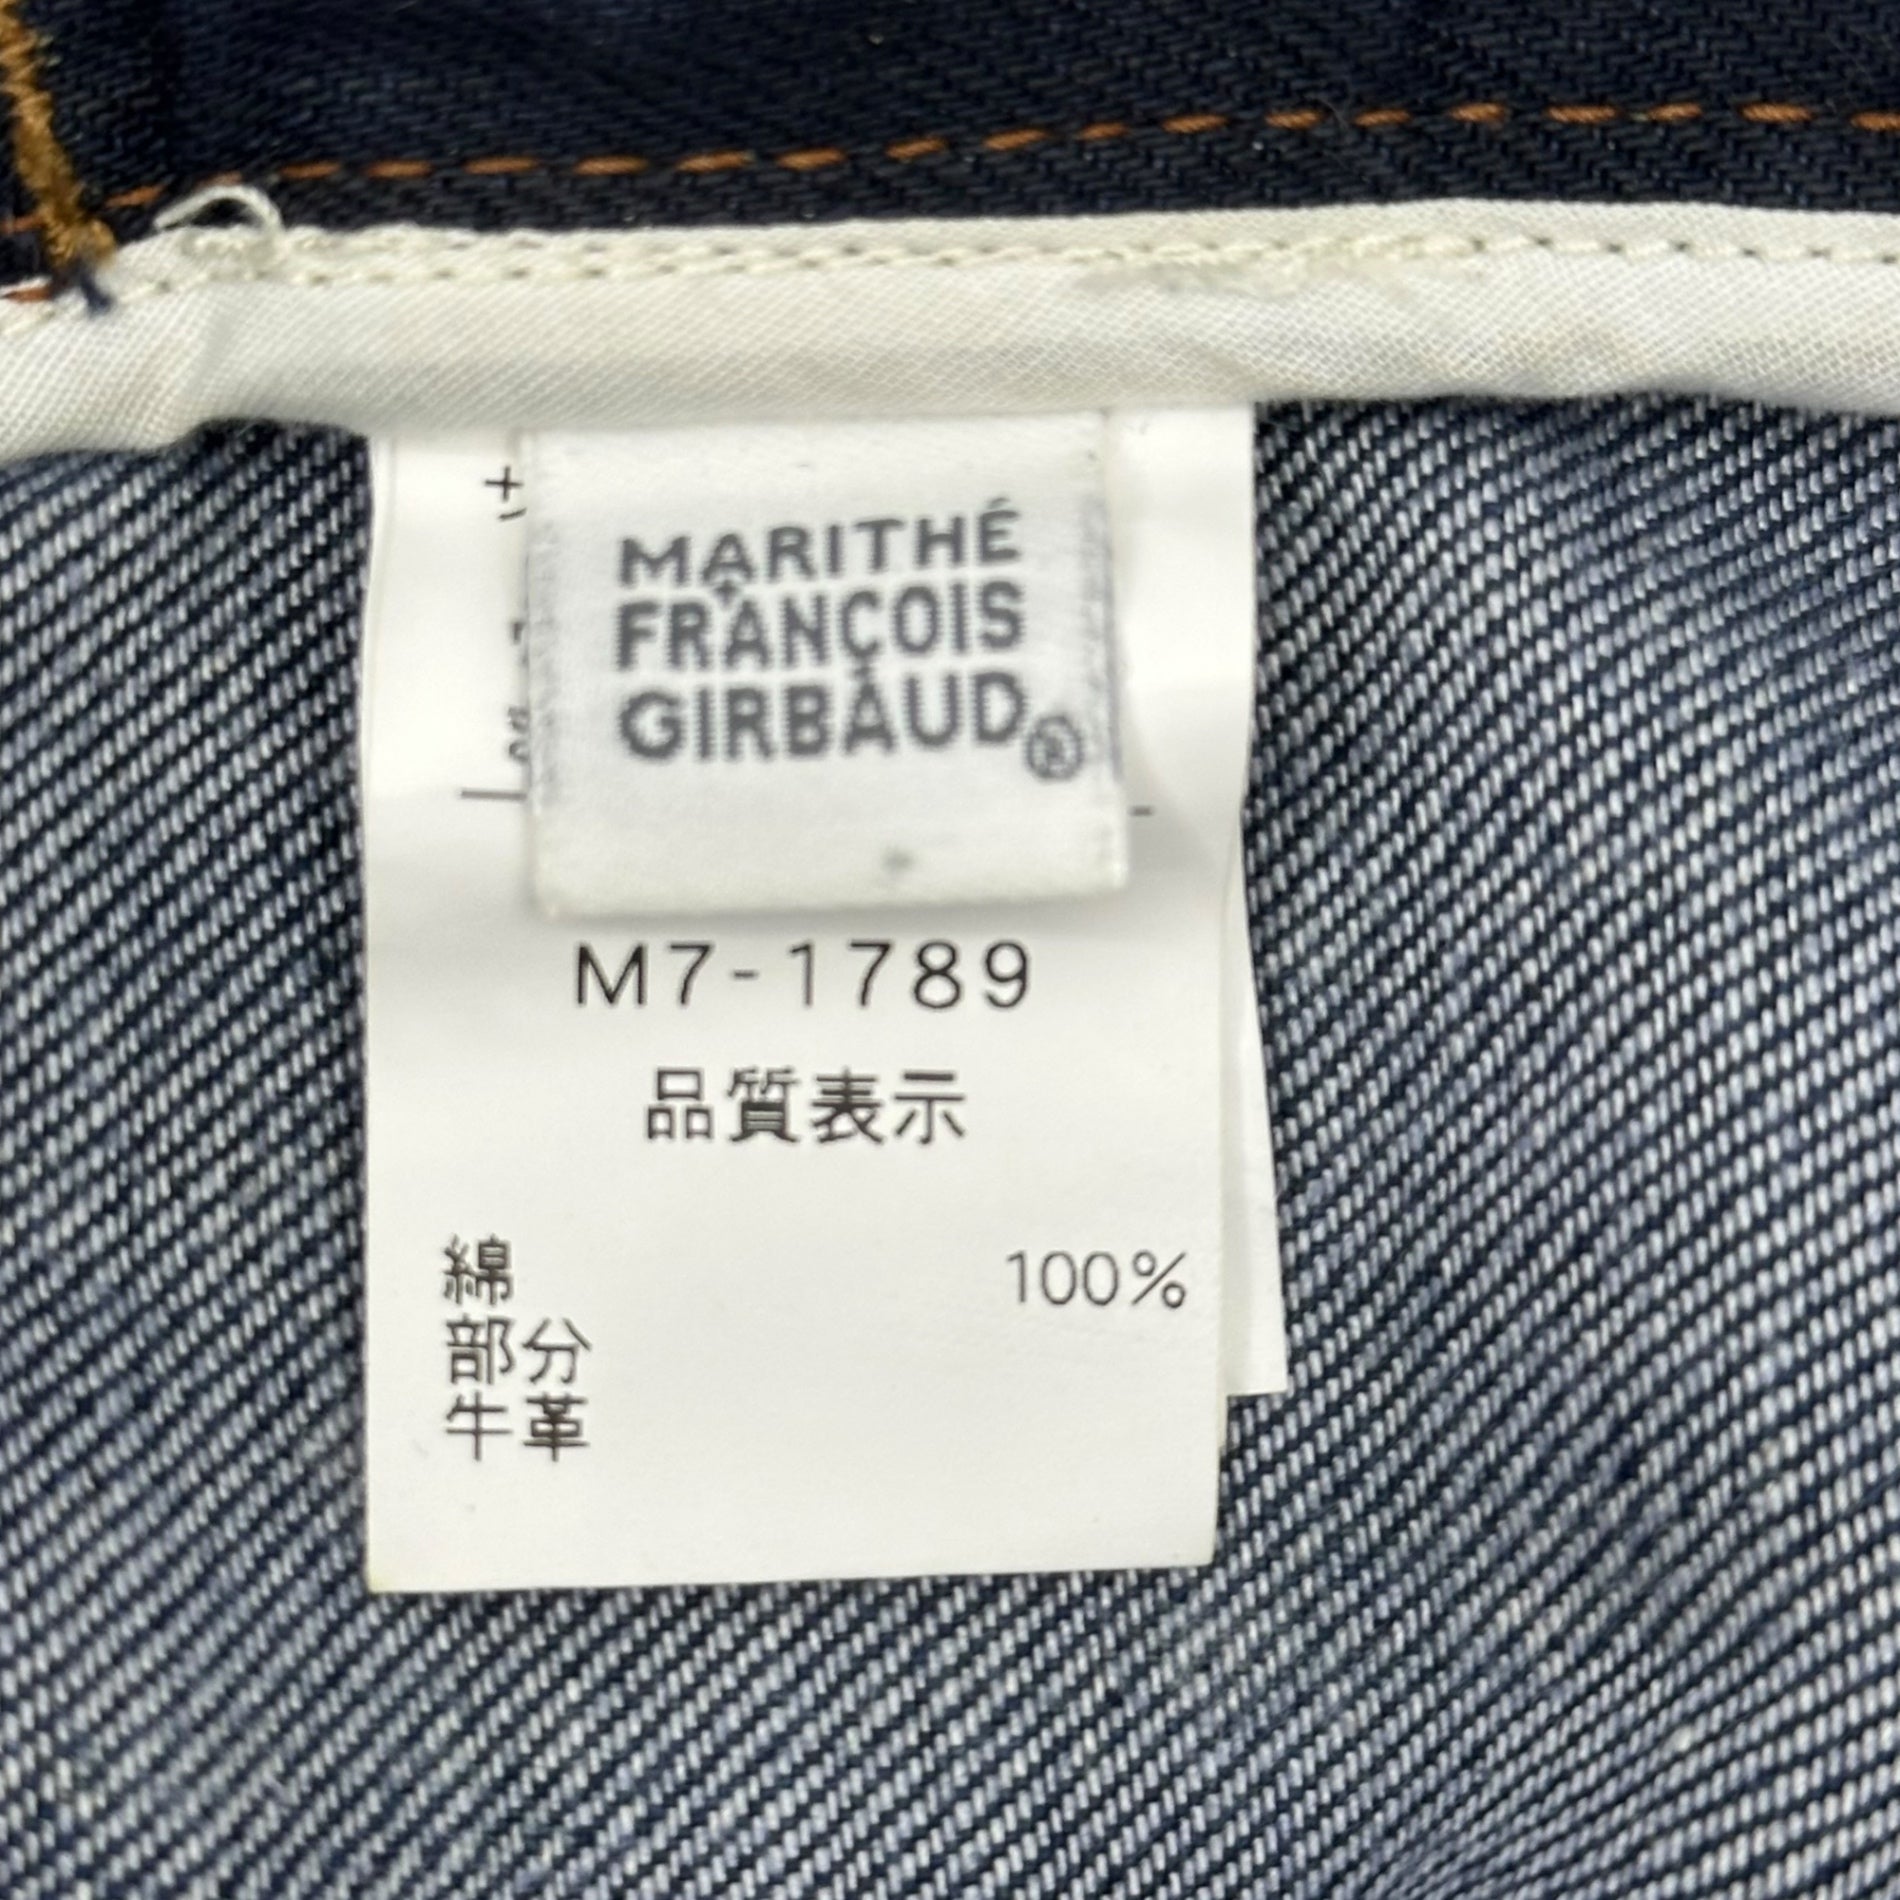 MARITHÉ
+
FRANÇOIS
GIRBAUD®
M7-1789
品質表示
綿 100%
部分
牛革